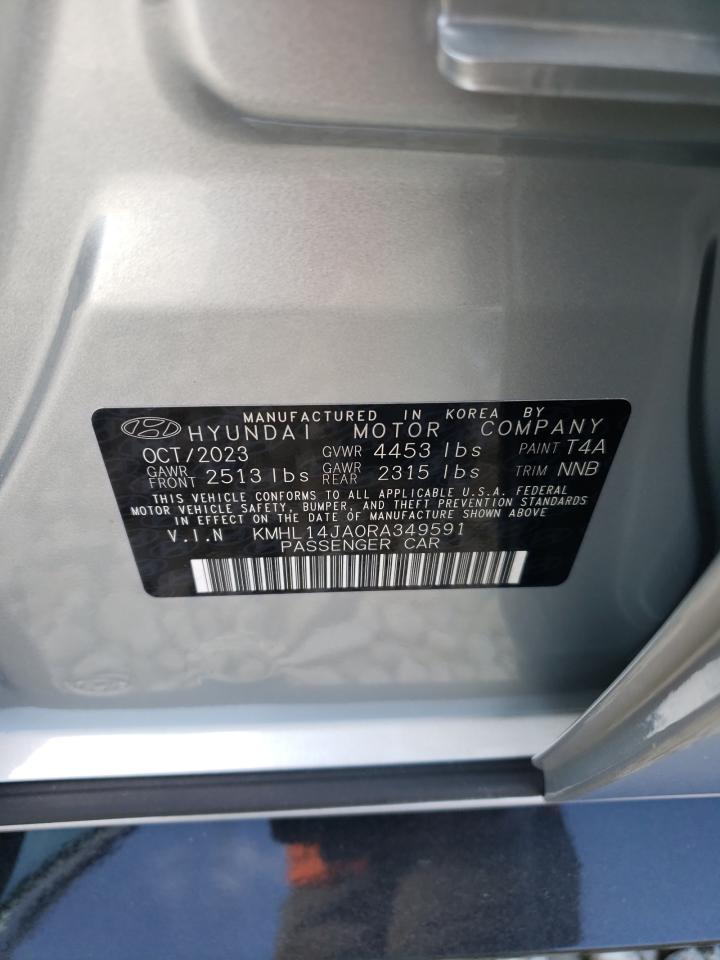 MANUFACTURED IN KOREA BY
HYUNDAI MOTOR COMPANY
OCT/2023 GVWR 4453 lbs PAINT T4A
GAWR FRONT 2513 lbs GAWR REAR 2315 lbs TRIM NNB
THIS VEHICLE CONFORMS TO ALL APPLICABLE U.S.A. FEDERAL
MOTOR VEHICLE SAFETY, BUMPER, AND THEFT PREVENTION STANDARDS
IN EFFECT ON THE DATE OF MANUFACTURE SHOWN ABOVE
V.I.N KMHL14JA0RA349591
PASSENGER CAR